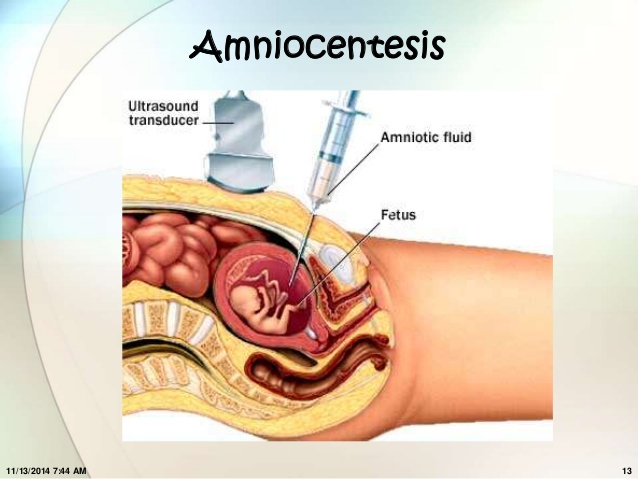 Amniocentesis
Ultrasound
transducer
Amniotic fluid
Fetus
11/13/2014 7:44 AM
13